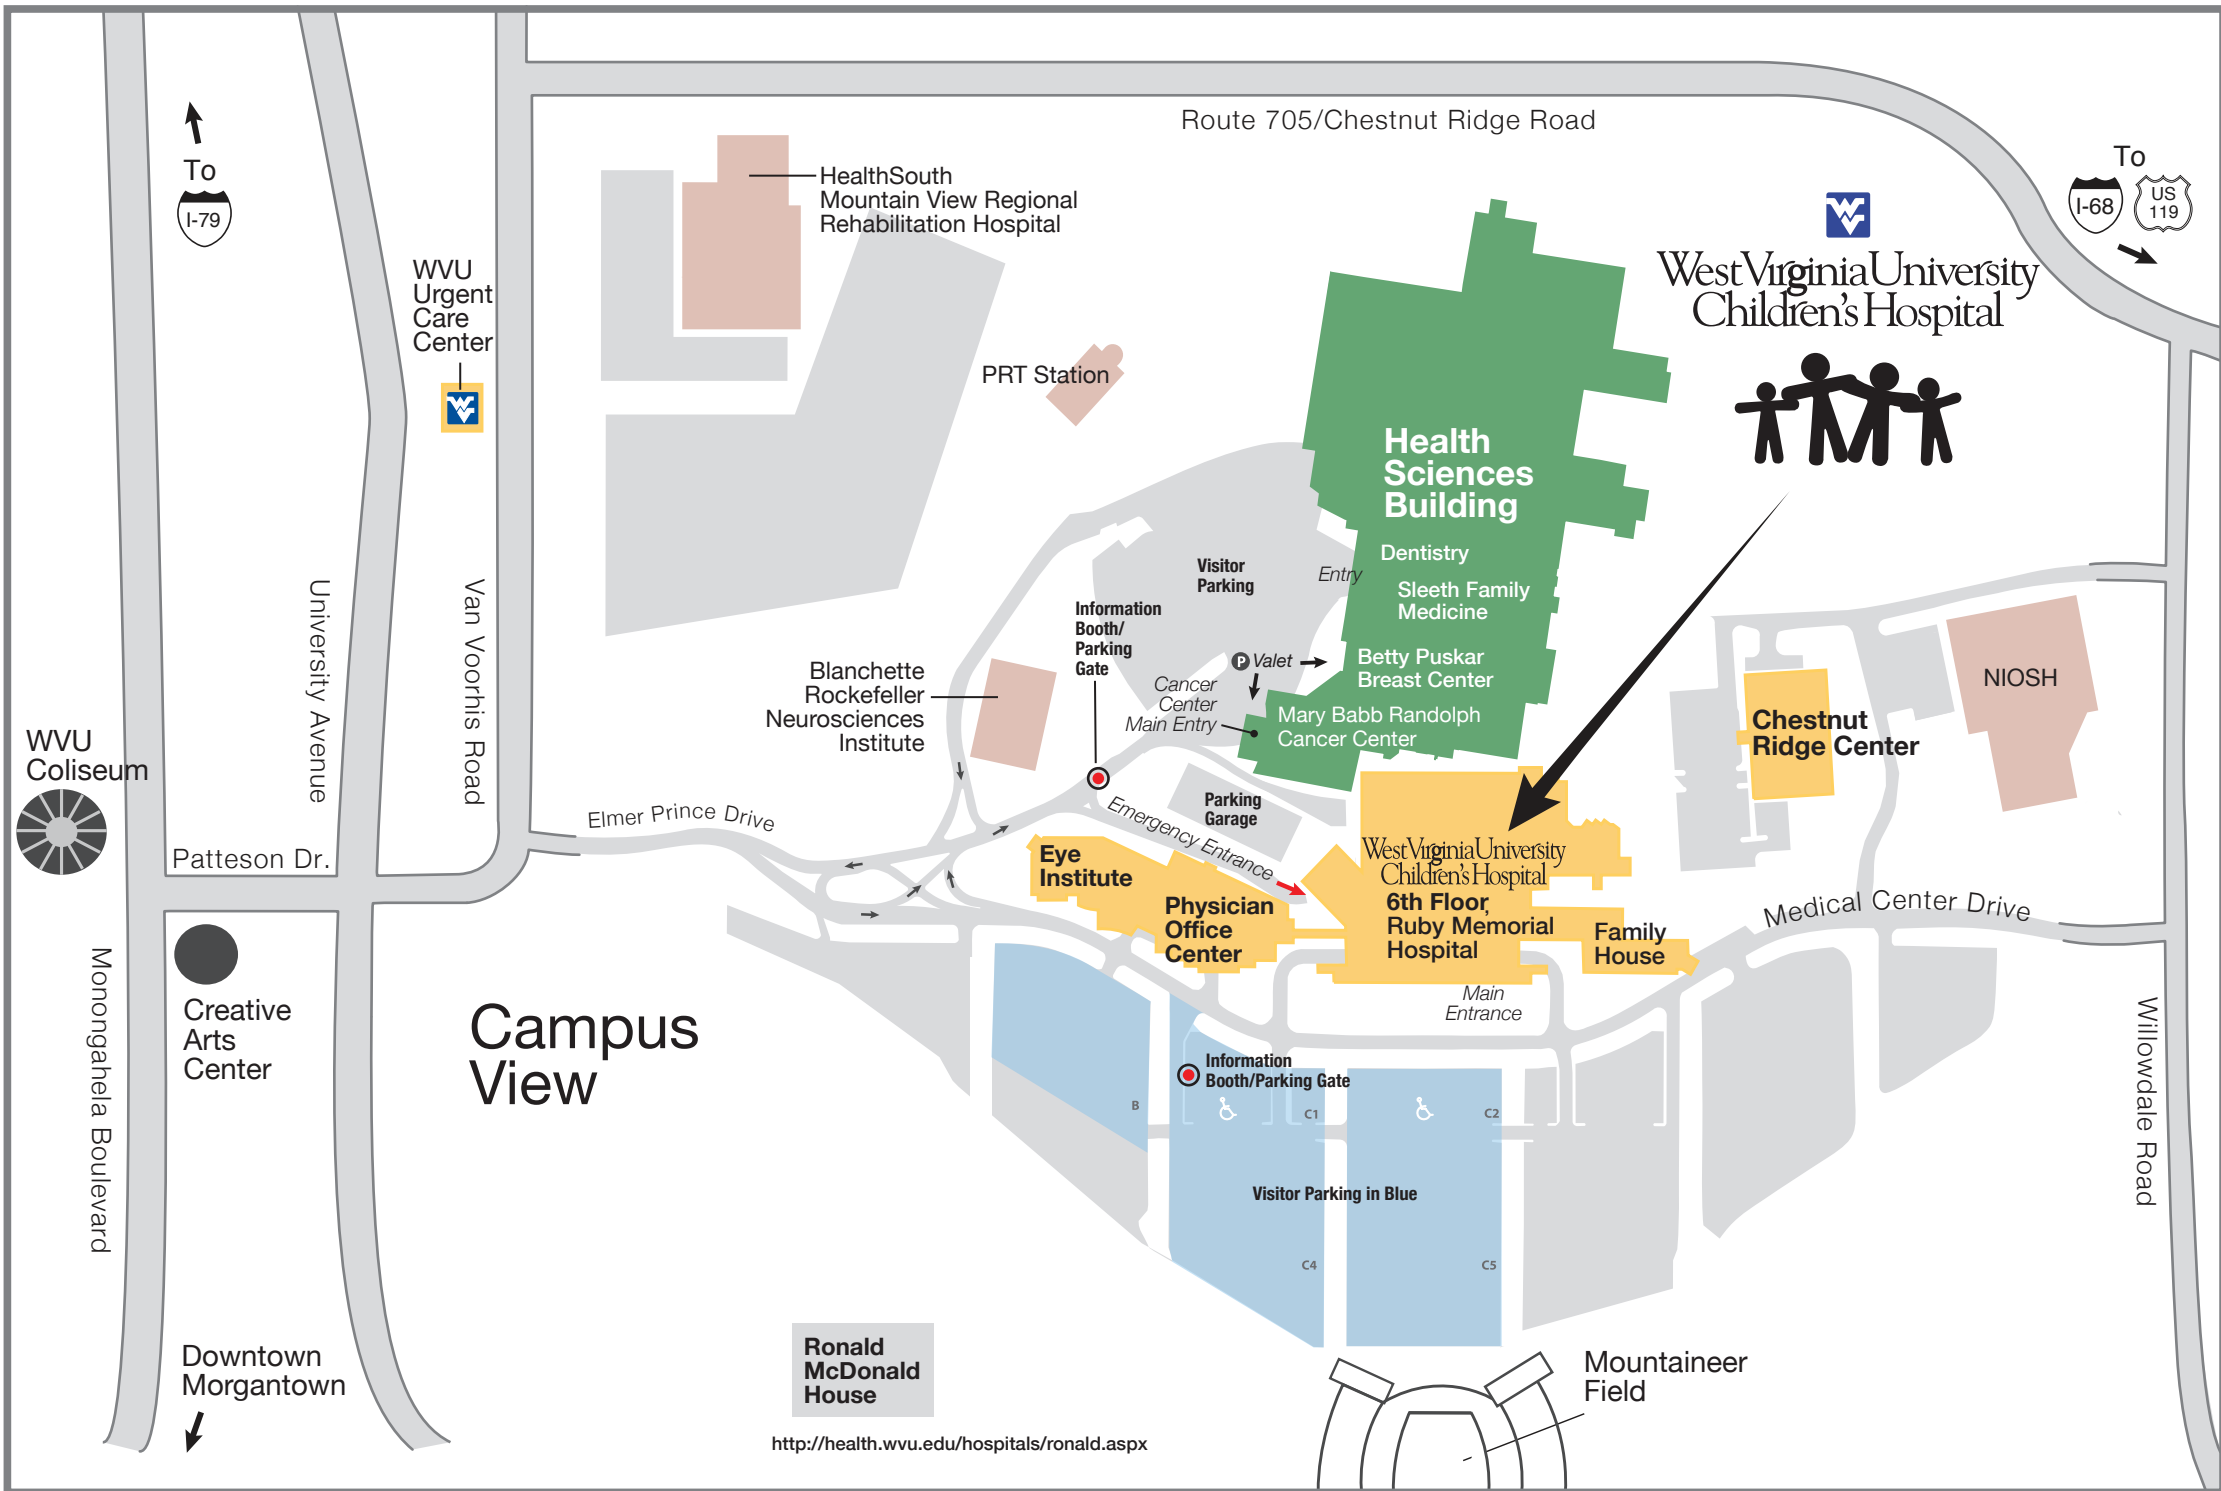 Route 705/Chestnut Ridge Road
To
I-79
To
I-68
US
119
HealthSouth
Mountain View Regional
Rehabilitation Hospital
WV
West Virginia University
Children's Hospital
WVU
Urgent
Care
Center
WV
PRT Station
Health
Sciences
Building
Dentistry
Sleeth Family
Medicine
Betty Puskar
Breast Center
Mary Babb Randolph
Cancer Center
Visitor
Parking
Entry
Information
Booth/
Parking
Gate
P Valet
Cancer
Center
Main Entry
Blanchette
Rockefeller
Neurosciences
Institute
University Avenue
Van Voorhis Road
NIOSH
Chestnut
Ridge Center
WVU
Coliseum
Elmer Prince Drive
Patteson Dr.
Parking
Garage
Emergency Entrance
Eye
Institute
Physician
Office
Center
West Virginia University
Children's Hospital
6th Floor,
Ruby Memorial
Hospital
Family
House
Medical Center Drive
Main
Entrance
Monongahela Boulevard
Creative
Arts
Center
Campus
View
Information
Booth/Parking Gate
B
C1
C2
Visitor Parking in Blue
C4
C5
Willowdale Road
Downtown
Morgantown
Ronald
McDonald
House
http://health.wvu.edu/hospitals/ronald.aspx
Mountaineer
Field